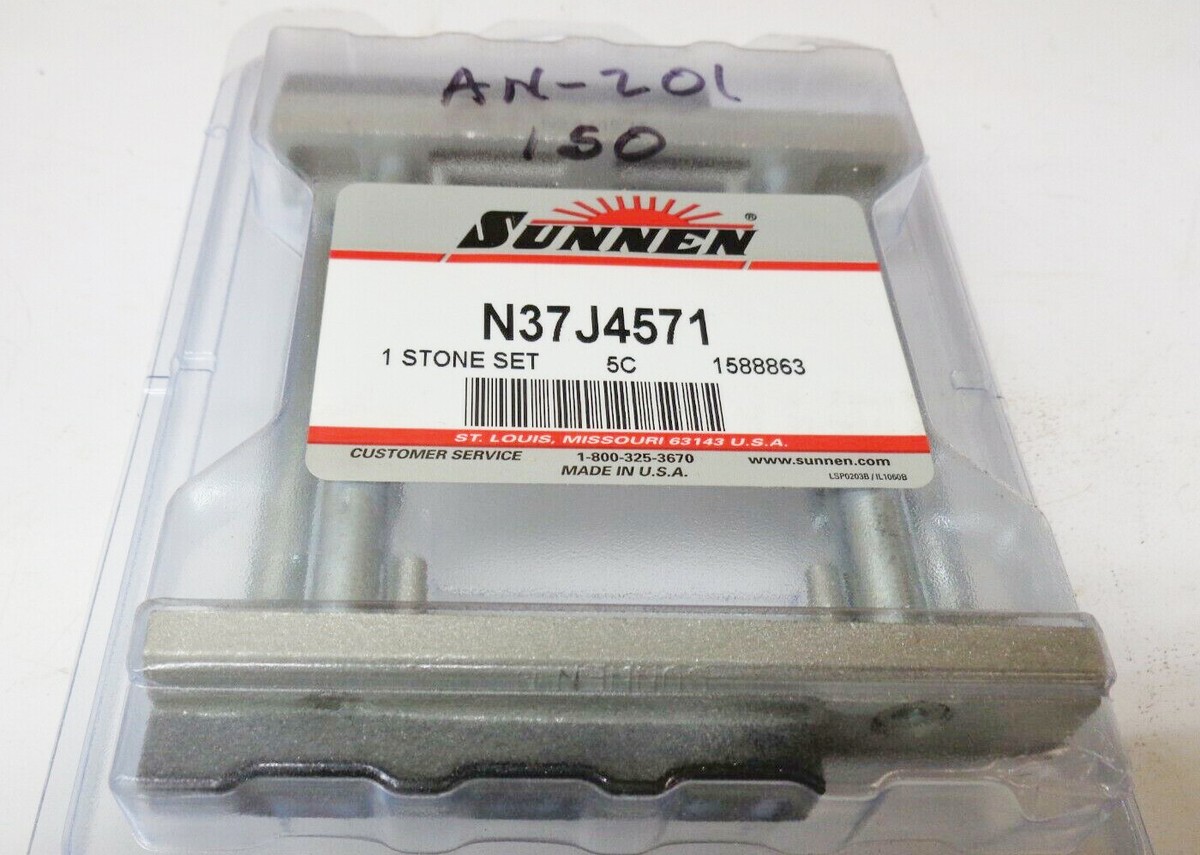 AN-201
150
SUNNEN®
N37J4571
1 STONE SET 5C 1588863
ST. LOUIS, MISSOURI 63143 U.S.A.
CUSTOMER SERVICE 1-800-325-3670 www.sunnen.com
MADE IN U.S.A.
LSP0203B / IL1060B